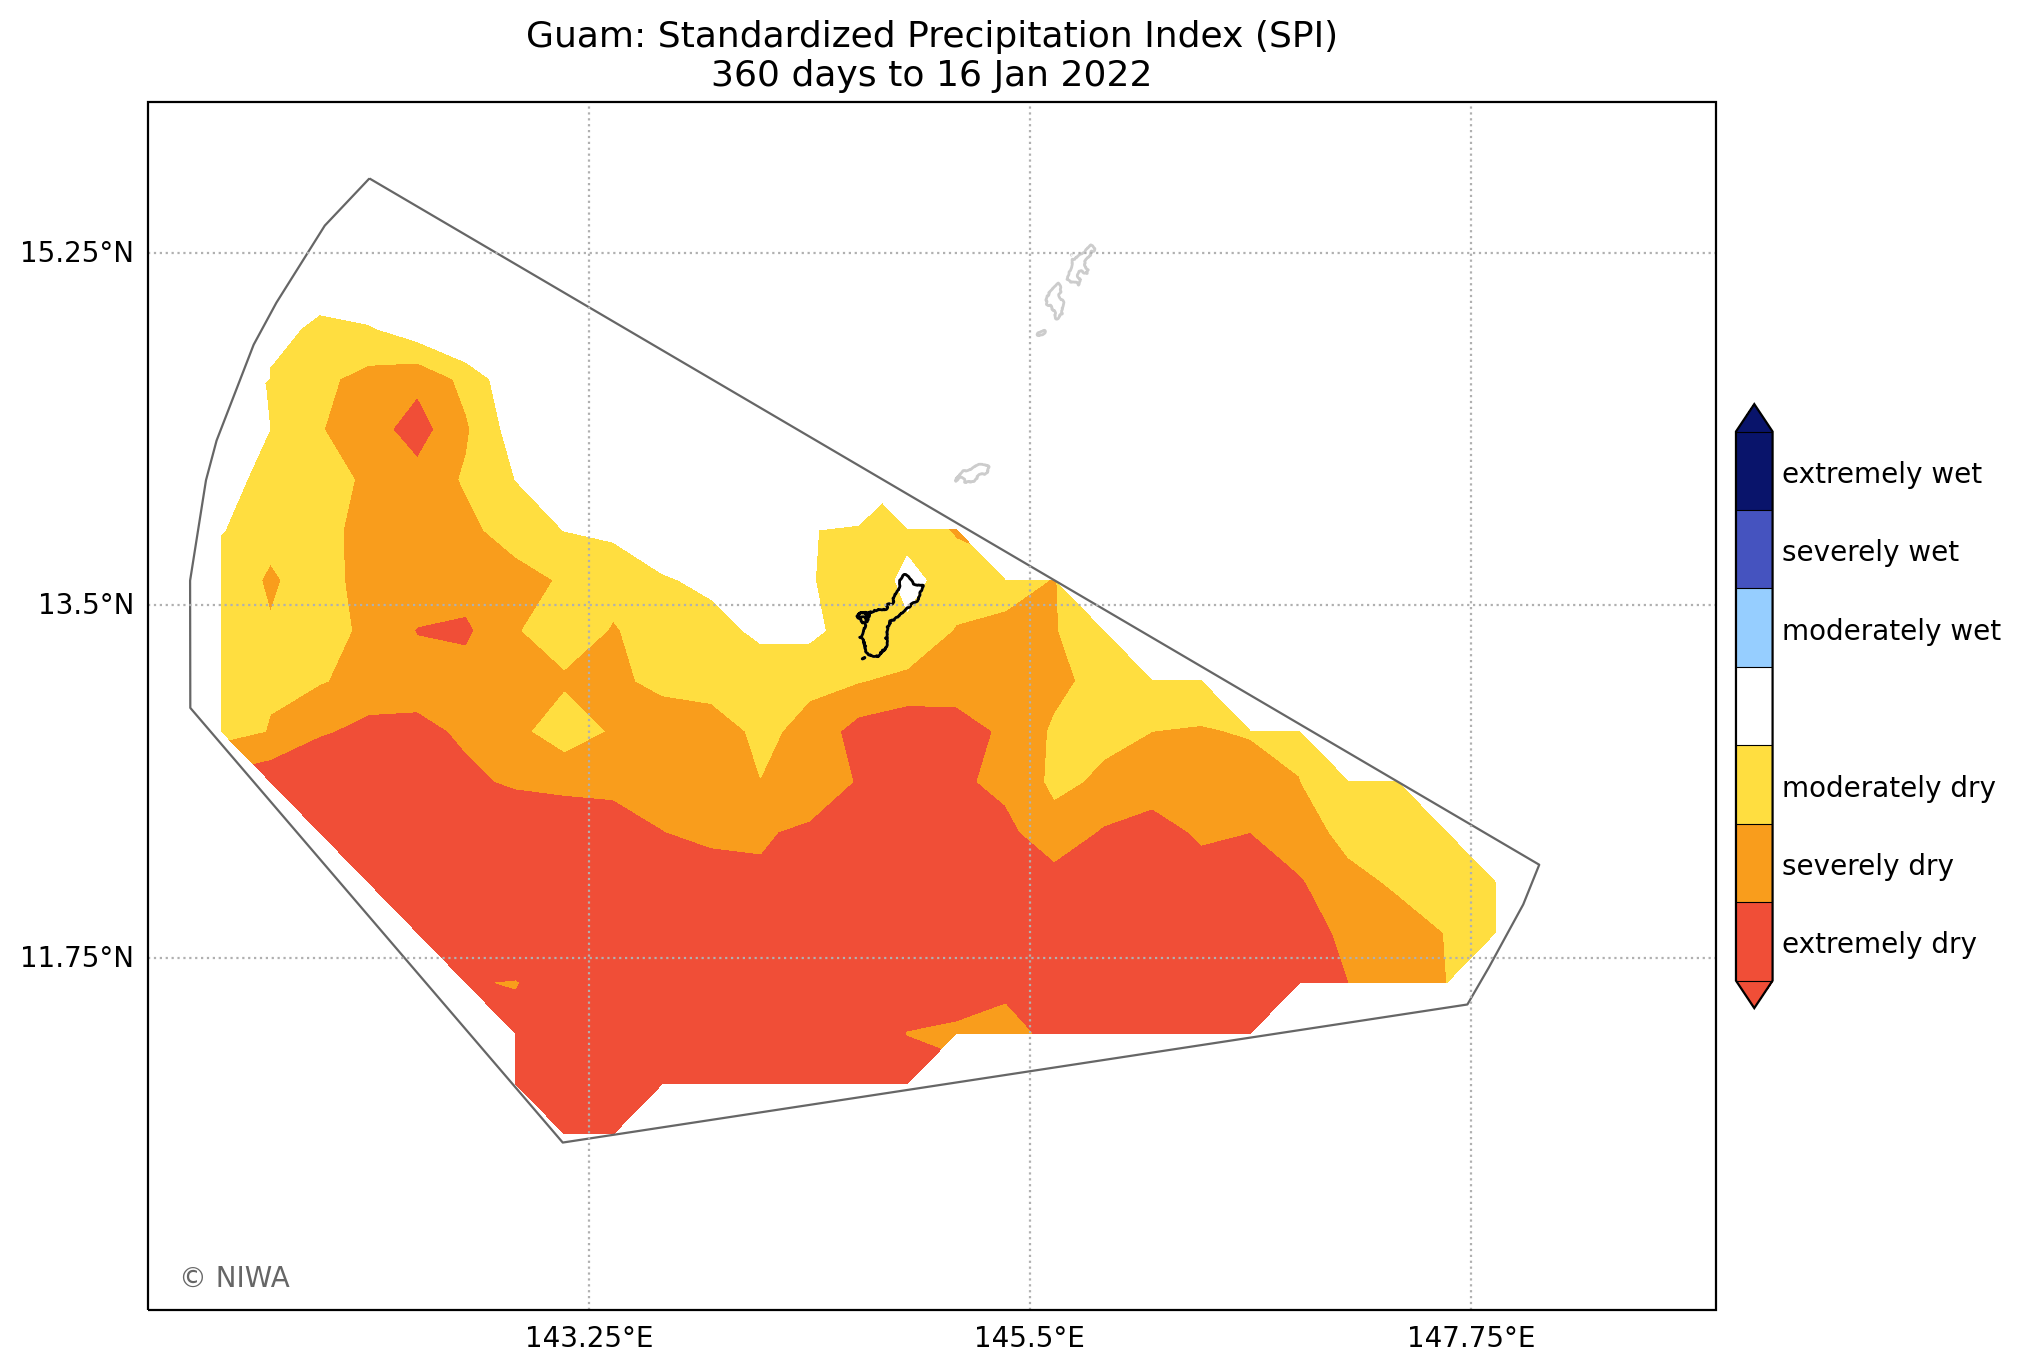 Guam: Standardized Precipitation Index (SPI)
360 days to 16 Jan 2022
15.25°N
13.5°N
11.75°N
143.25°E
145.5°E
147.75°E
extremely wet
severely wet
moderately wet
moderately dry
severely dry
extremely dry
© NIWA